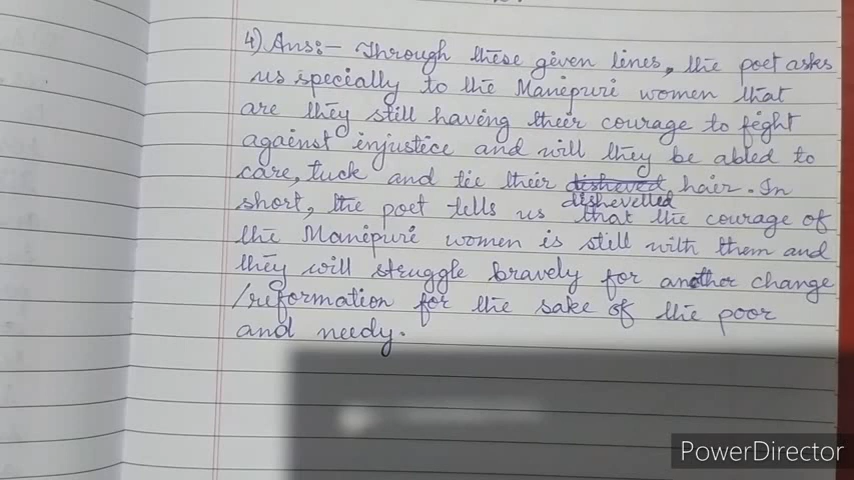 4) Ans:- Through these given lines, the poet asks
us specially to the Manipuri women that
are they still having their courage to fight
against injustice and will they be abled to
care, tuck and tie their disheved hair. In
dishevelled
short, the poet tells us that the courage of
the Manipuri women is still with them and
they will struggle bravely for another change
/reformation for the sake of the poor
and needy.
PowerDirector